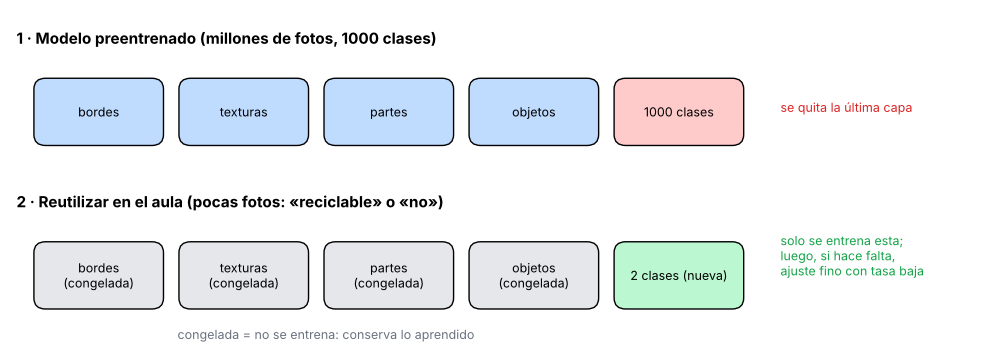 1 · Modelo preentrenado (millones de fotos, 1000 clases)
bordes
texturas
partes
objetos
1000 clases
se quita la última capa
2 · Reutilizar en el aula (pocas fotos: «reciclable» o «no»)
bordes
(congelada)
texturas
(congelada)
partes
(congelada)
objetos
(congelada)
2 clases (nueva)
solo se entrena esta;
luego, si hace falta,
ajuste fino con tasa baja
congelada = no se entrena: conserva lo aprendido